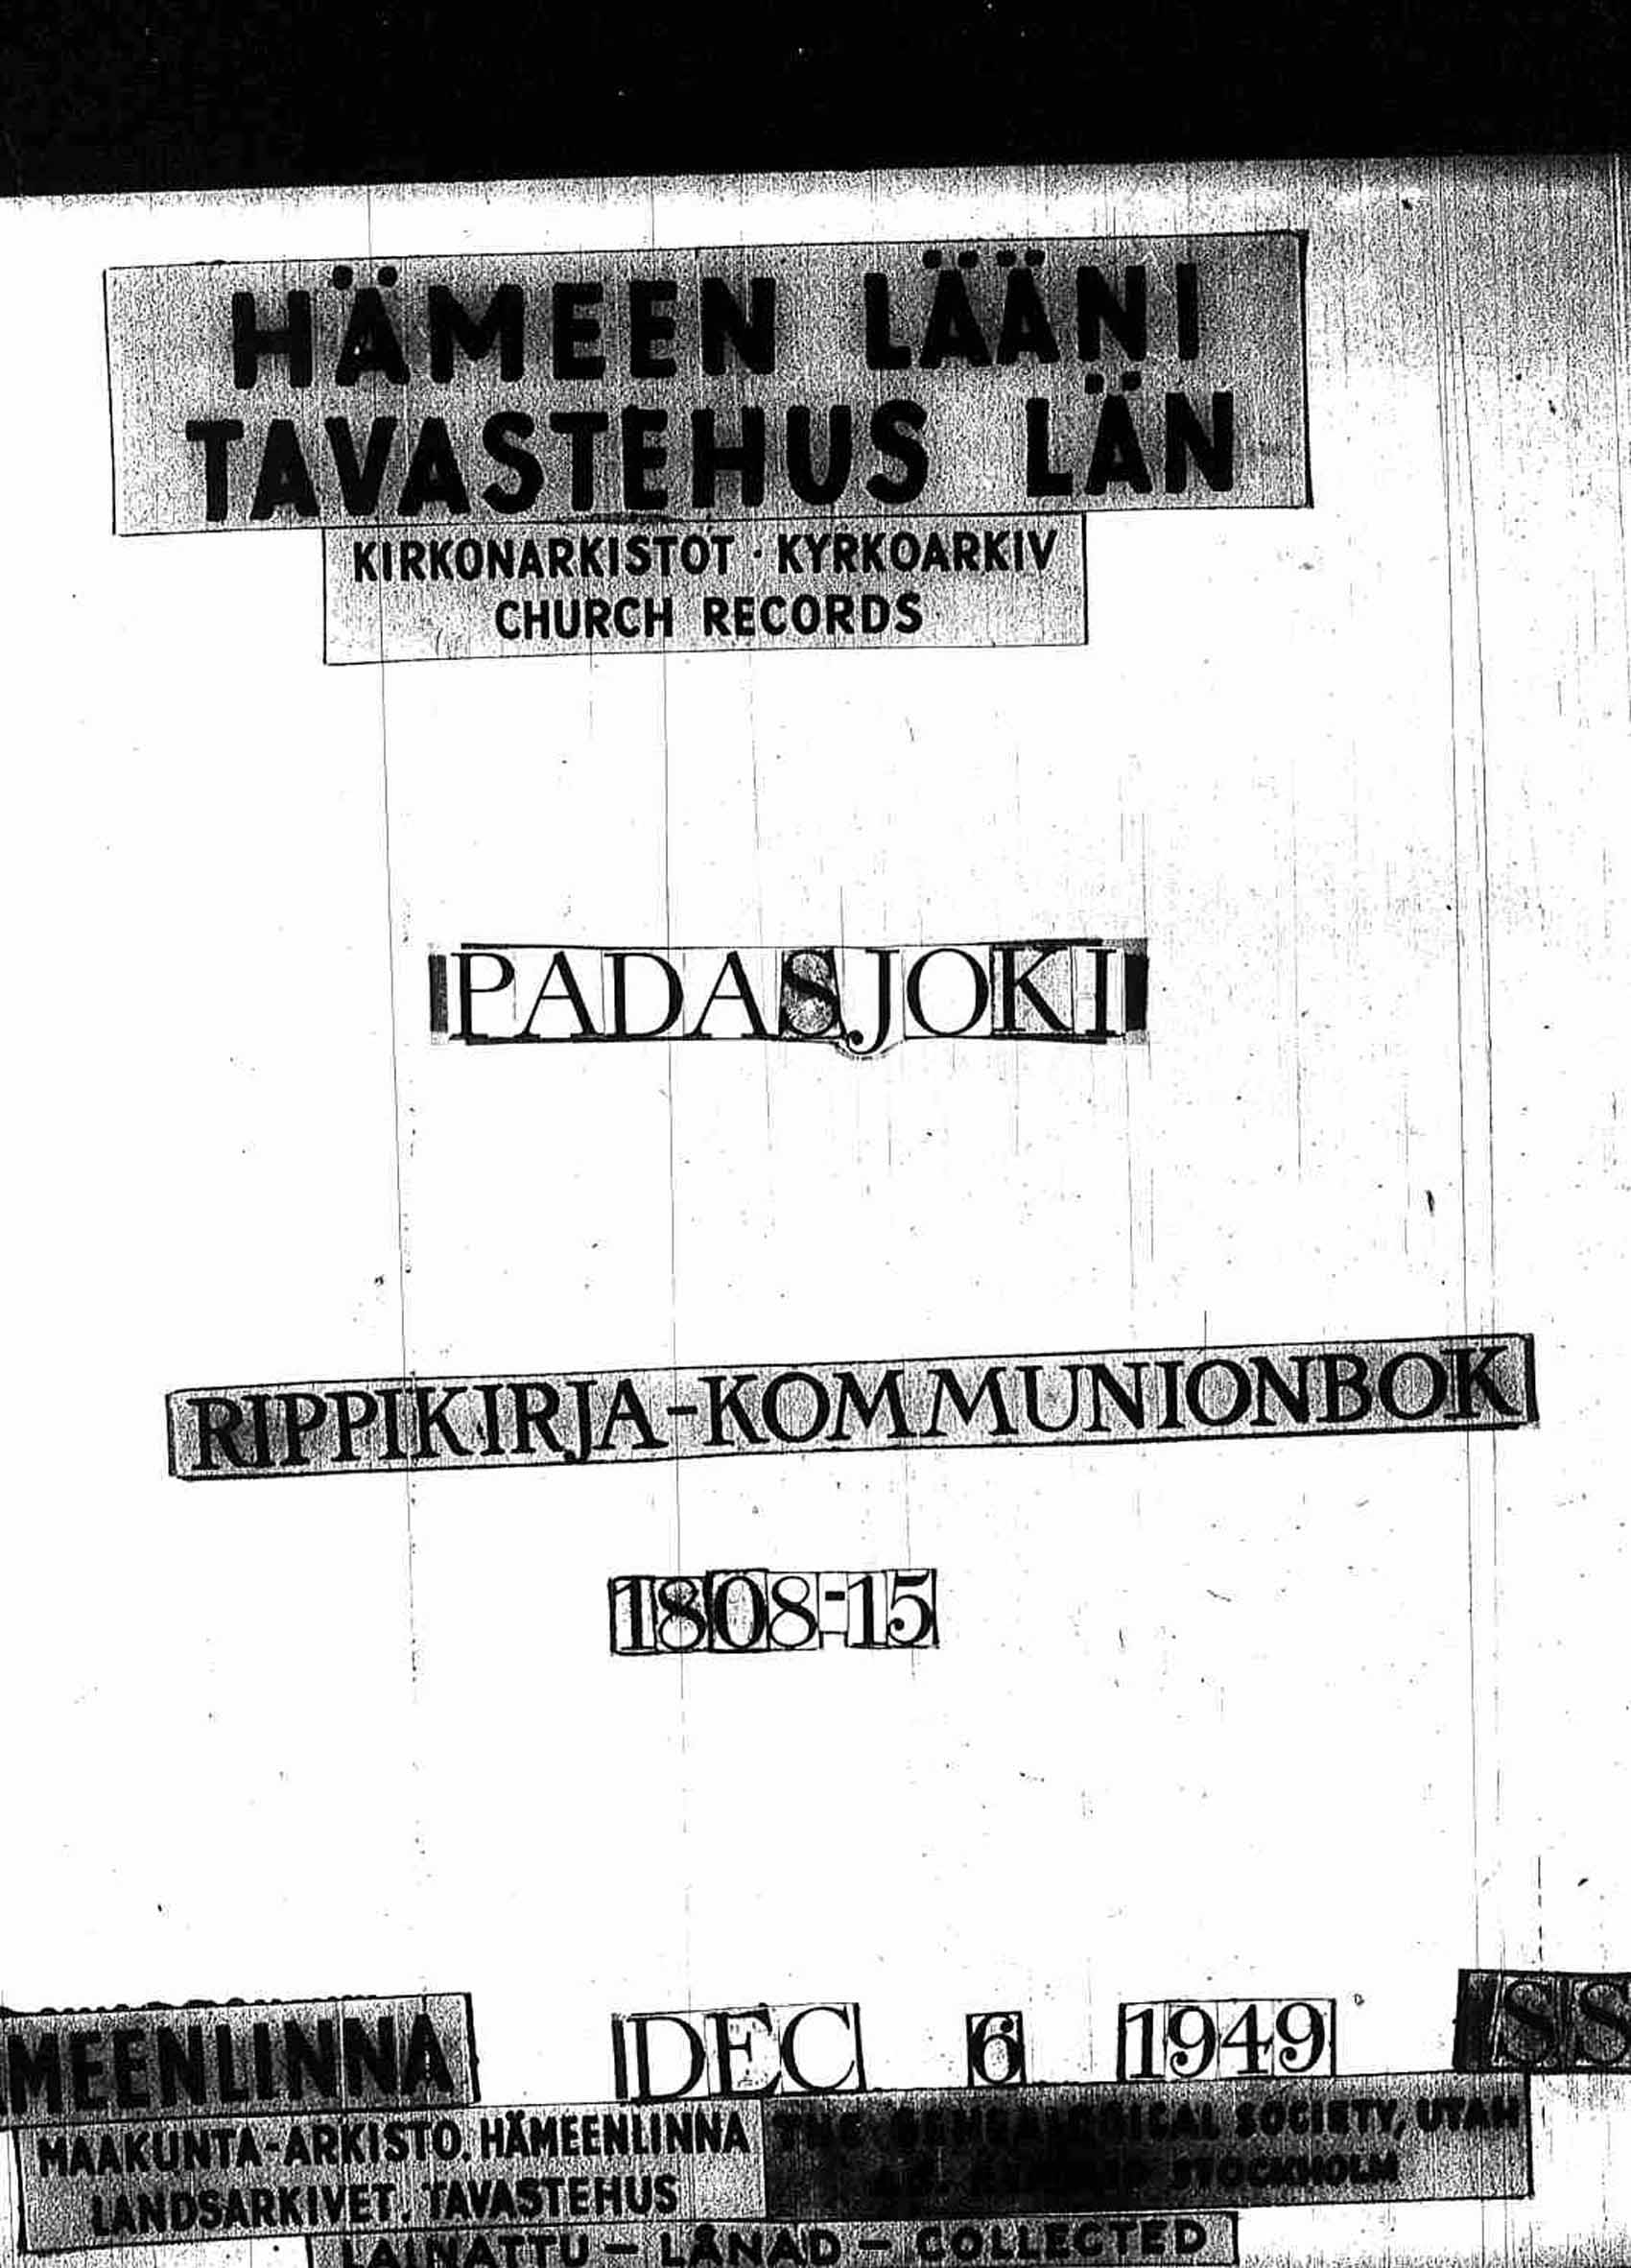 HÄMEEN LÄÄNI
TAVASTEHUS LÄN
KIRKONARKISTOT · KYRKOARKIV
CHURCH RECORDS
PADASJOKI
RIPPIKIRJA-KOMMUNIONBOK
1808-15
MEENLINNA DEC 6 1949 SS
MAAKUNTA-ARKISTO. HÄMEENLINNA
LANDSARKIVET. TAVASTEHUS
THE GENEALOGICAL SOCIETY, UTAH
STOCKHOLM
LAINATTU – LÅNAD – COLLECTED